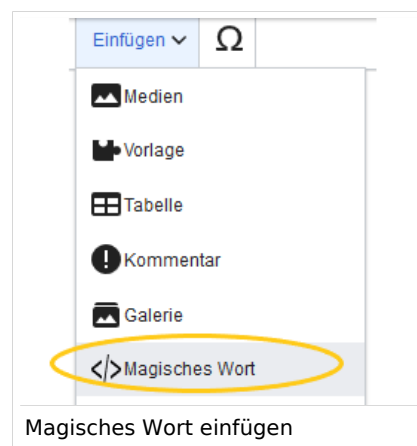 Einfügen Ω
Medien
Vorlage
Tabelle
Kommentar
Galerie
</>Magisches Wort
Magisches Wort einfügen